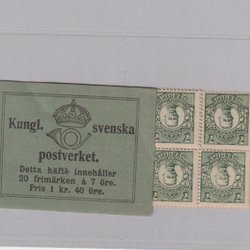 Kungl. svenska
postverket.
Detta häfte innehåller
20 frimärken à 7 öre.
Pris 1 kr. 40 öre.